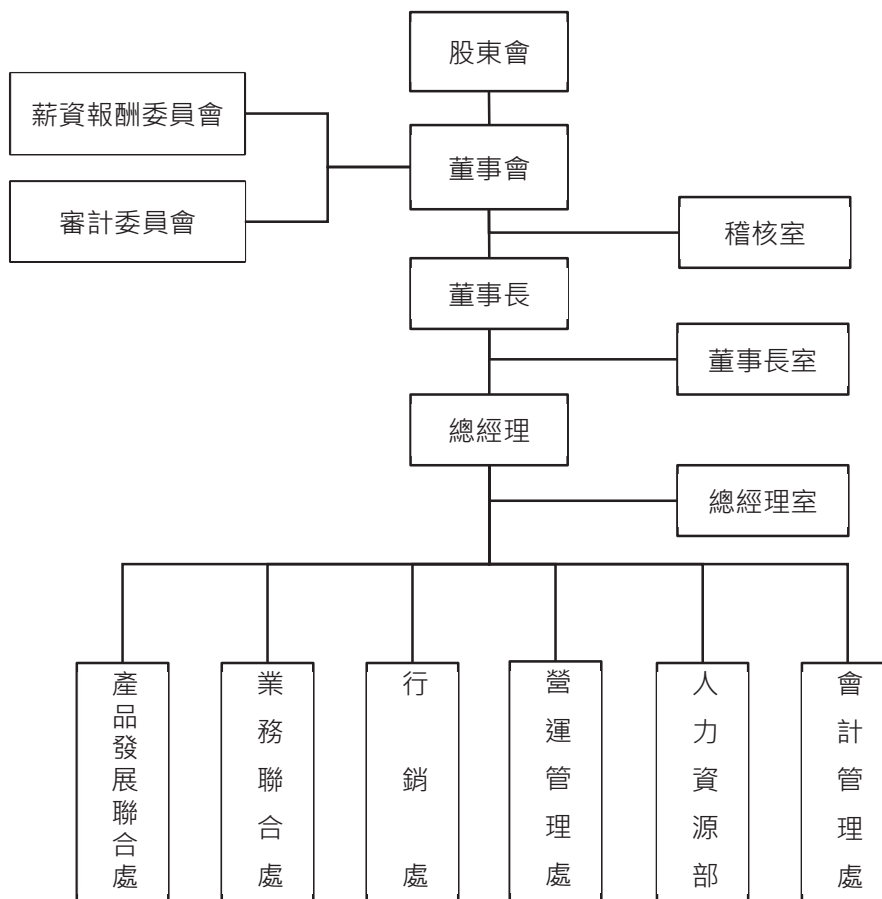 股東會
薪資報酬委員會
董事會
審計委員會
稽核室
董事長
董事長室
總經理
總經理室
產品發展聯合處
業務聯合處
行銷處
營運管理處
人力資源部
會計管理處